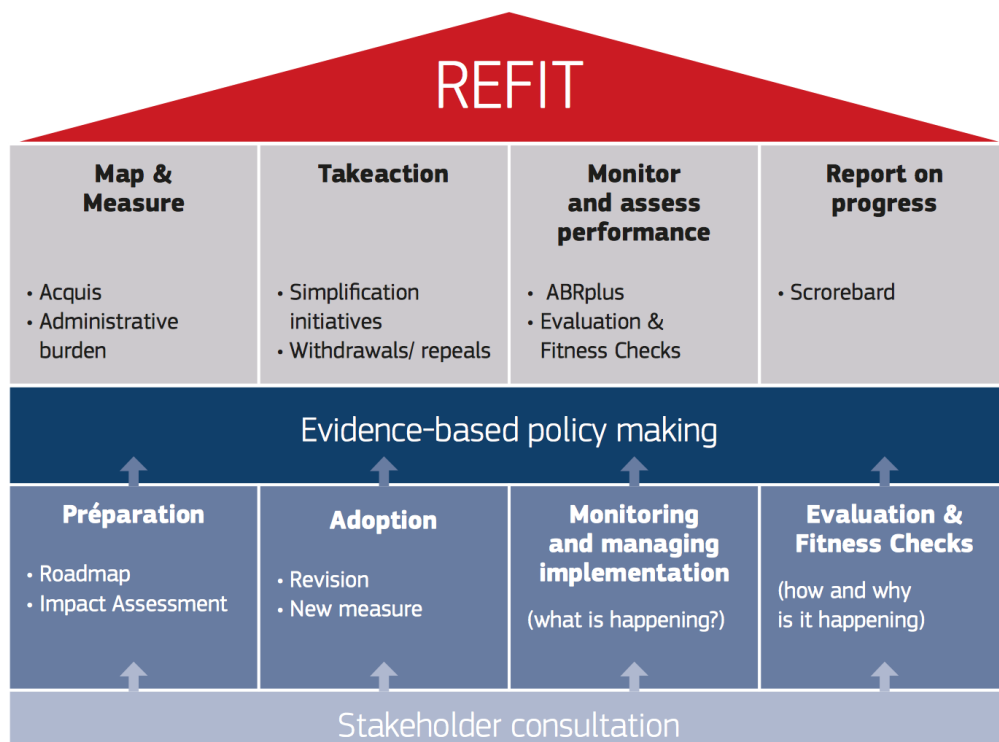 REFIT
Map &
Measure
• Acquis
• Administrative
burden
Takeaction
• Simplification
initiatives
• Withdrawals/ repeals
Monitor
and assess
performance
• ABRplus
• Evaluation &
Fitness Checks
Report on
progress
• Scrorebard
Evidence-based policy making
Préparation
• Roadmap
• Impact Assessment
Adoption
• Revision
• New measure
Monitoring
and managing
implementation
(what is happening?)
Evaluation &
Fitness Checks
(how and why
is it happening)
Stakeholder consultation